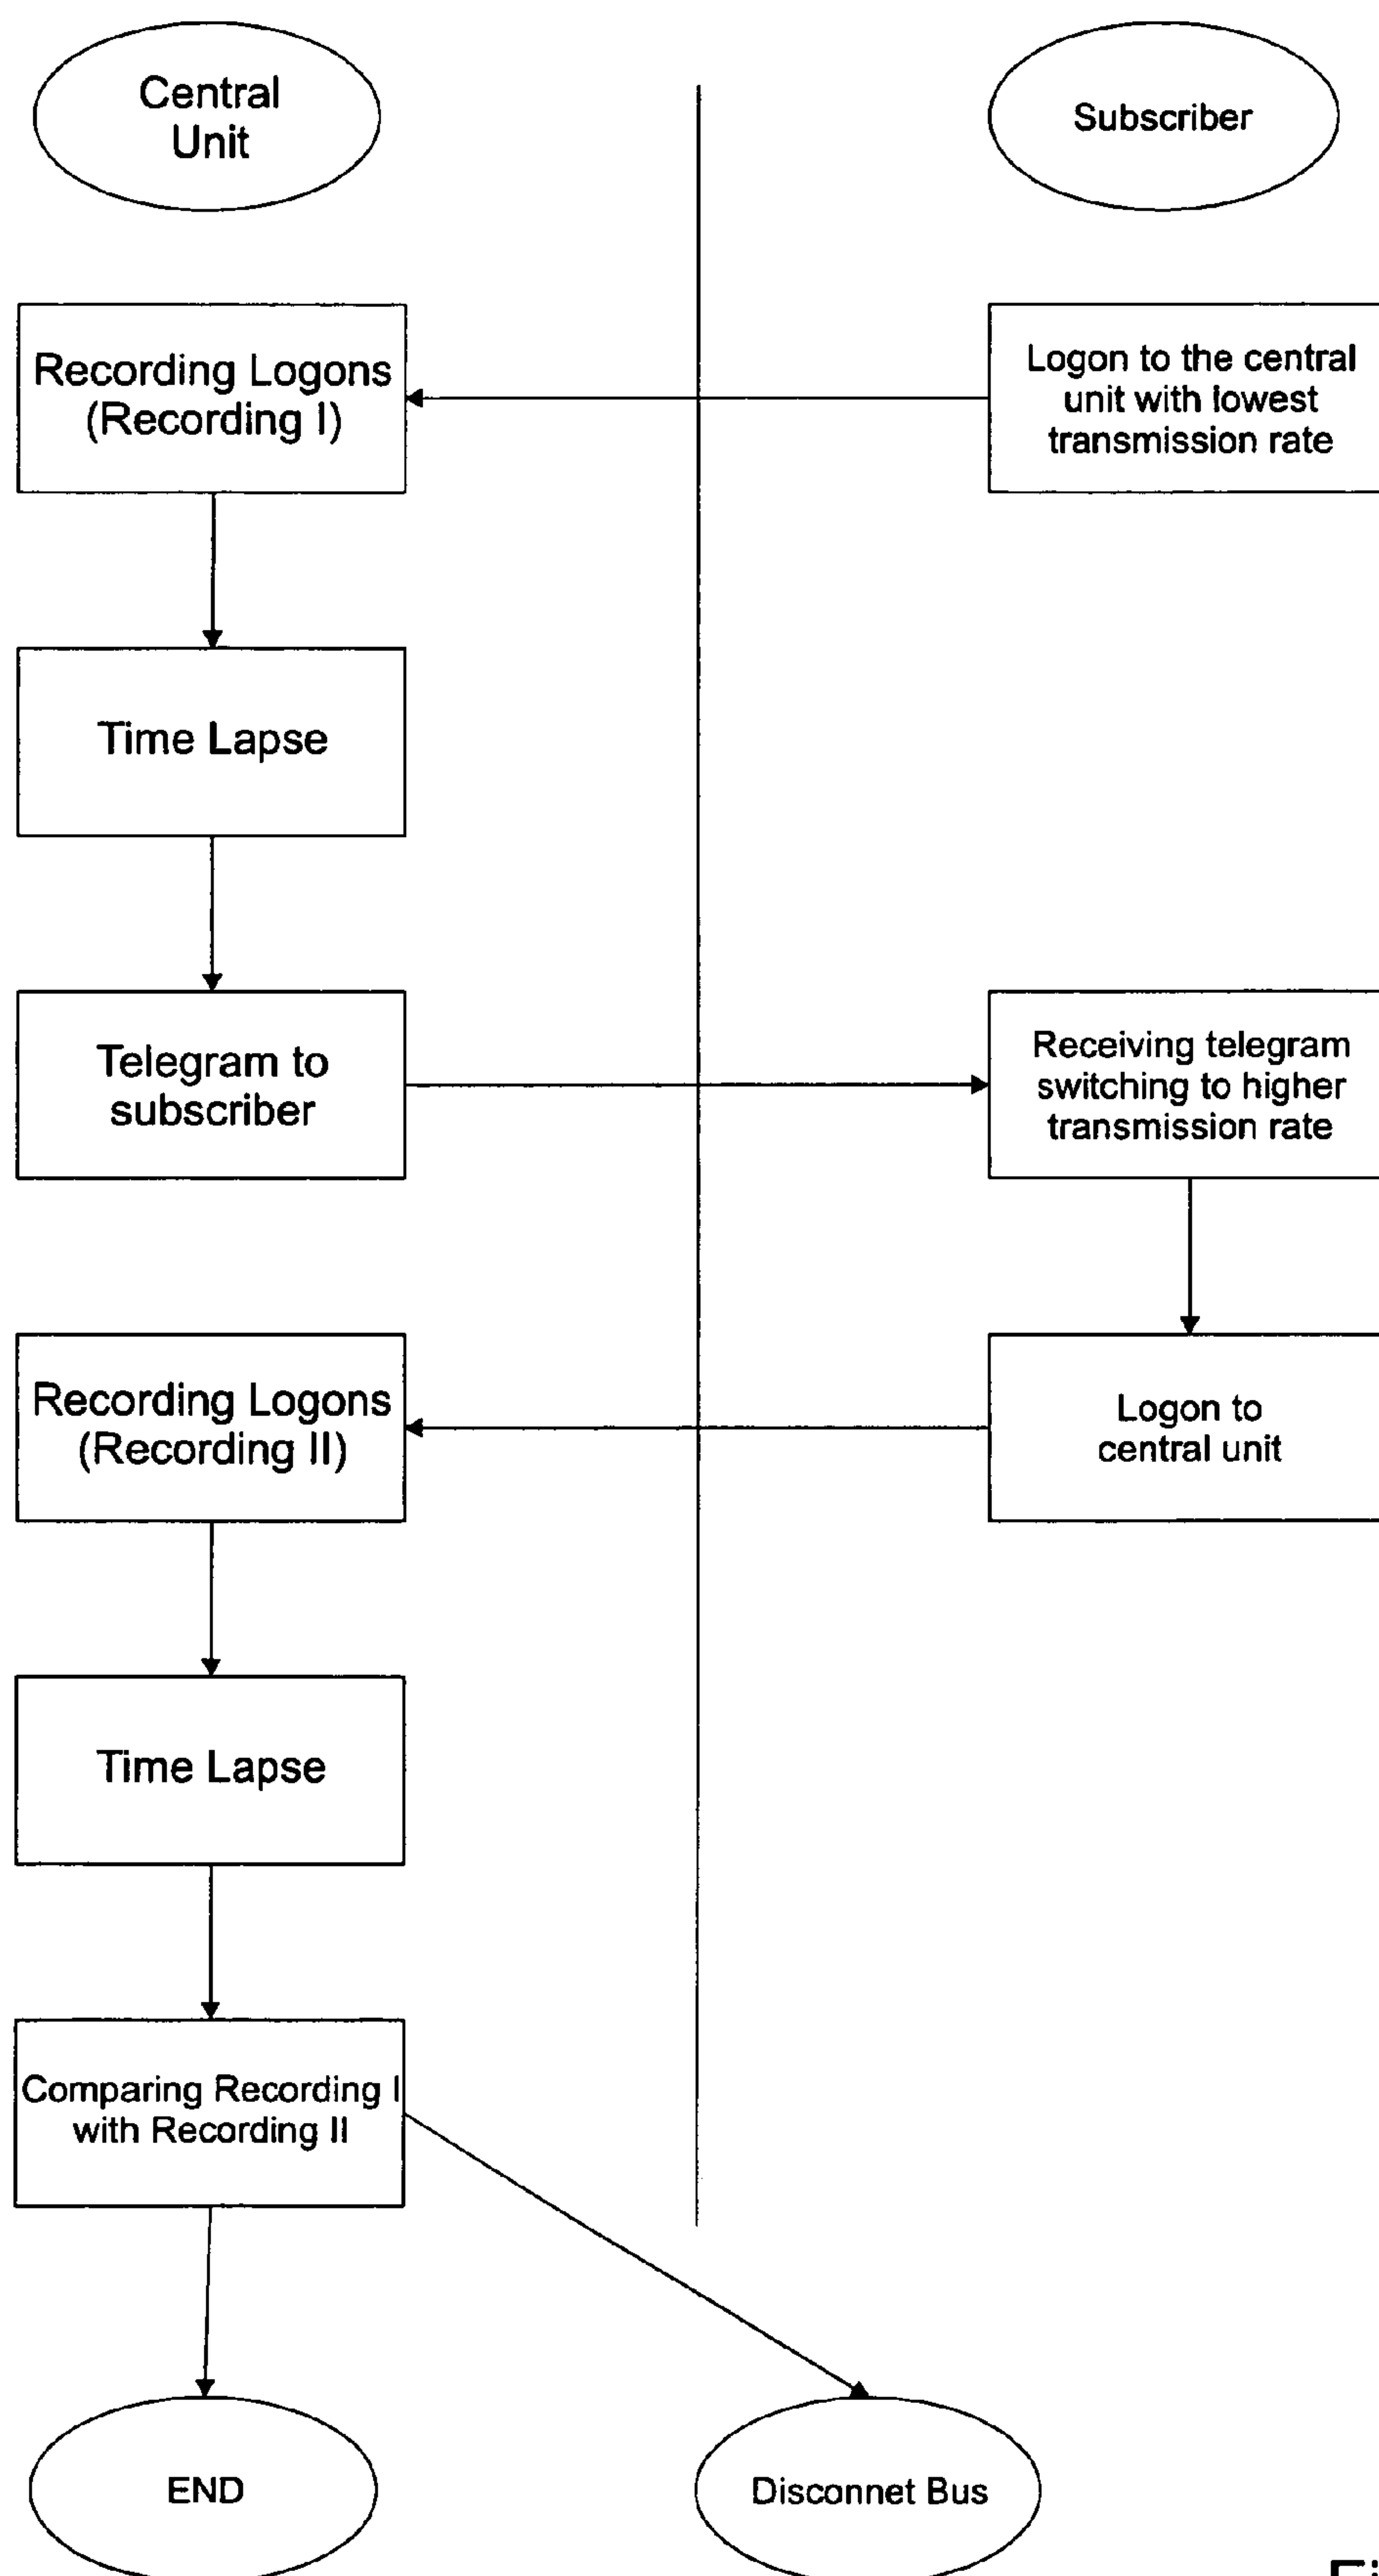 Central
Unit
Subscriber
Recording Logons
(Recording I)
Logon to the central
unit with lowest
transmission rate
Time Lapse
Telegram to
subscriber
Receiving telegram
switching to higher
transmission rate
Recording Logons
(Recording II)
Logon to
central unit
Time Lapse
Comparing Recording I
with Recording II
END
Disconnet Bus